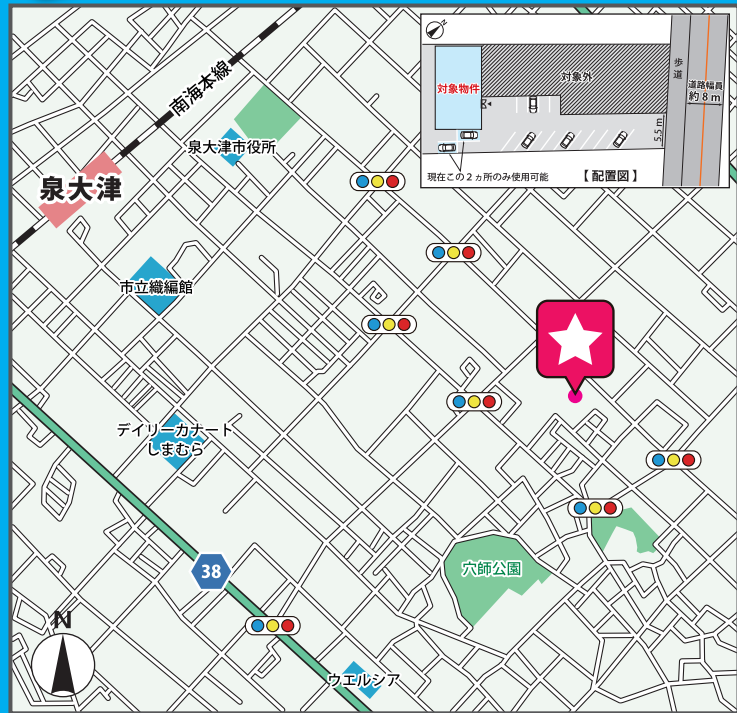 南海本線
泉大津市役所
泉大津
市立織編館
デイリーカナート
しまむら
38
N
ウエルシア
穴師公園
N
対象物件
対象外
歩道
道路幅員
約8m
5.5m
現在この2ヵ所のみ使用可能
【配置図】